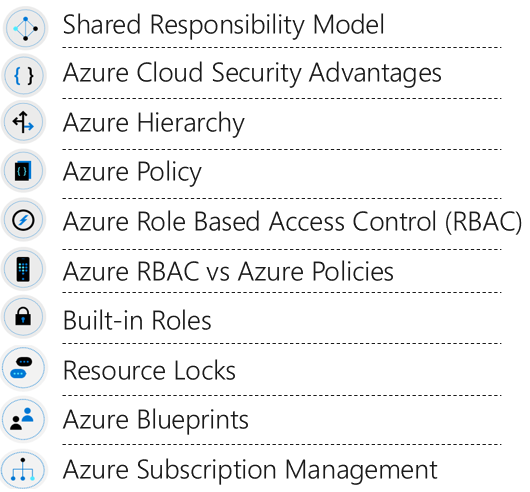 Shared Responsibility Model
Azure Cloud Security Advantages
Azure Hierarchy
Azure Policy
Azure Role Based Access Control (RBAC)
Azure RBAC vs Azure Policies
Built-in Roles
Resource Locks
Azure Blueprints
Azure Subscription Management